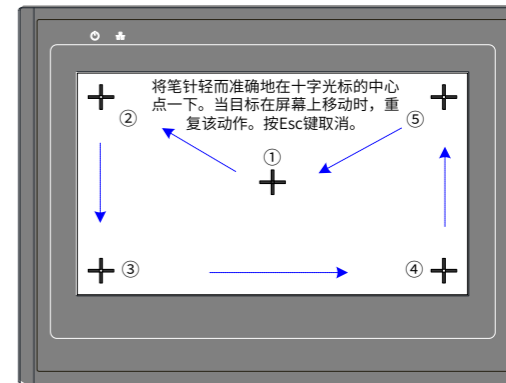 将笔针轻而准确地在十字光标的中心
点一下。当目标在屏幕上移动时，重
复该动作。按Esc键取消。
②
⑤
①
③
④